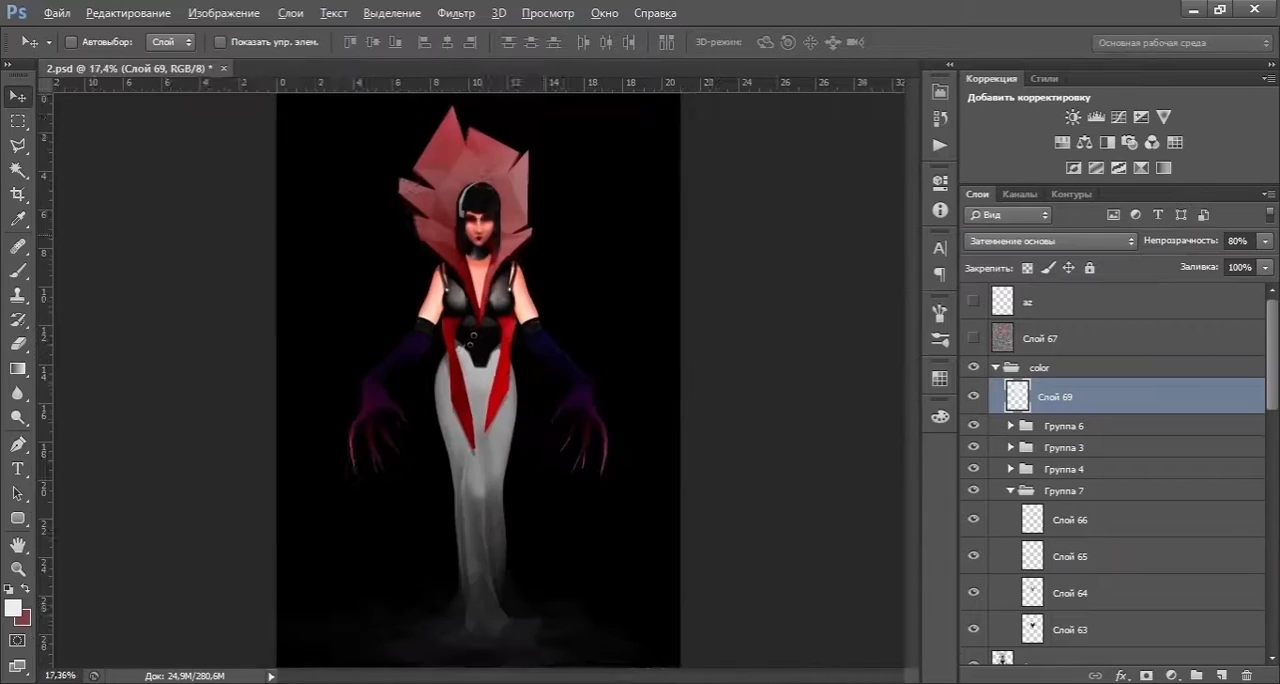 Ps Файл Редактирование Изображение Слои Текст Выделение Фильтр 3D Просмотр Окно Справка
Автовыбор: Слой Показать упр. элем. 3D-режим: Основная рабочая среда
2.psd @ 17,4% (Слой 69, RGB/8) * ×
Коррекция Стили
Добавить корректировку
Слои Каналы Контуры
Вид
Затемнение основы Непрозрачность: 80%
Закрепить: Заливка: 100%
az
Слой 67
color
Слой 69
Группа 6
Группа 3
Группа 4
Группа 7
Слой 66
Слой 65
Слой 64
Слой 63
17,36% Док: 24,9M/280,6M